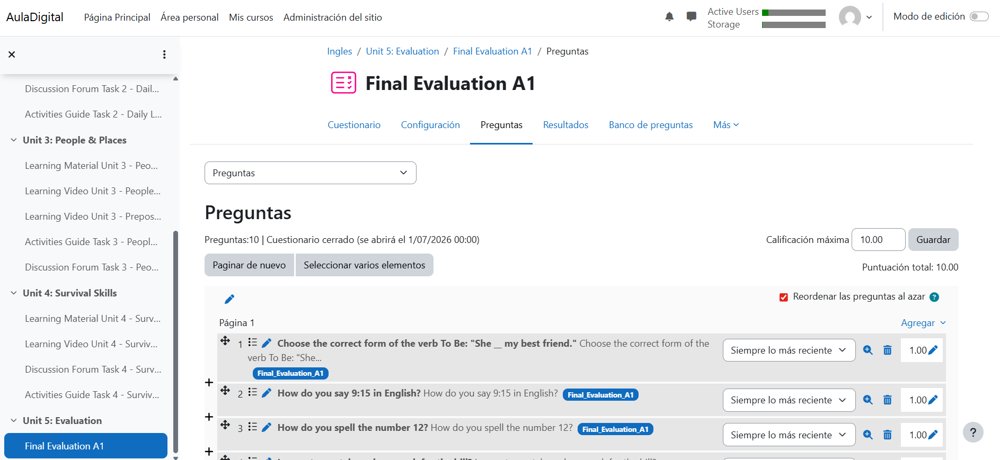 AulaDigital
Página Principal
Área personal
Mis cursos
Administración del sitio
Active Users
Storage
Modo de edición
Discussion Forum Task 2 - Dail...
Activities Guide Task 2 - Daily L...
Unit 3: People & Places
Learning Material Unit 3 - Peo...
Learning Video Unit 3 - People...
Learning Video Unit 3 - Prepos...
Activities Guide Task 3 - Peopl...
Discussion Forum Task 3 - Peo...
Unit 4: Survival Skills
Learning Material Unit 4 - Surv...
Learning Video Unit 4 - Surviv...
Discussion Forum Task 4 - Surv...
Activities Guide Task 4 - Surviv...
Unit 5: Evaluation
Final Evaluation A1
Ingles / Unit 5: Evaluation / Final Evaluation A1 / Preguntas
Final Evaluation A1
Cuestionario
Configuración
Preguntas
Resultados
Banco de preguntas
Más
Preguntas
Preguntas
Preguntas:10 | Cuestionario cerrado (se abrirá el 1/07/2026 00:00)
Calificación máxima 10.00 Guardar
Paginar de nuevo
Seleccionar varios elementos
Puntuación total: 10.00
Reordenar las preguntas al azar ?
Página 1
Agregar
1 Choose the correct form of the verb To Be: "She __ my best friend." Choose the correct form of the
verb To Be: "She...
Final_Evaluation_A1
Siempre lo más reciente
1.00
2 How do you say 9:15 in English? How do you say 9:15 in English? Final_Evaluation_A1
Siempre lo más reciente
1.00
3 How do you spell the number 12? How do you spell the number 12? Final_Evaluation_A1
Siempre lo más reciente
1.00
?